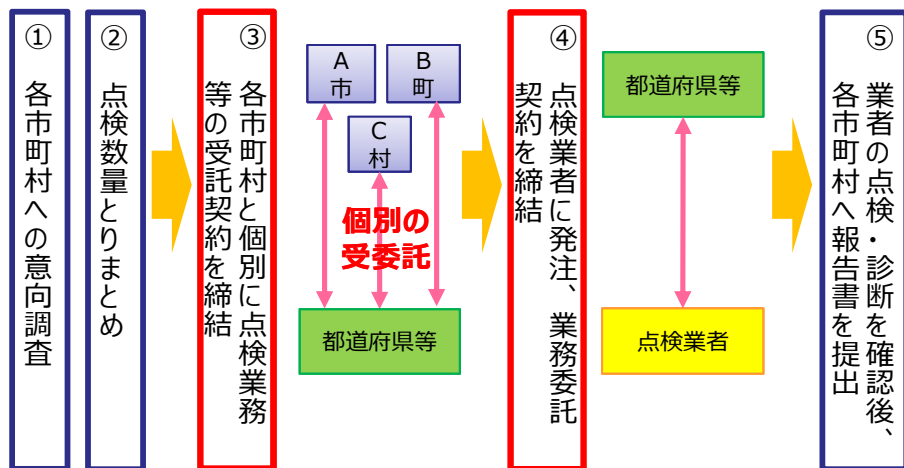 ①
各市町村への意向調査
②
点検数量とりまとめ
③
各市町村と個別に点検業務
等の受託契約を締結
A
市
B
町
C
村
個別の
受委託
都道府県等
④
点検業者に発注、業務委託
契約を締結
都道府県等
点検業者
⑤
業者の点検・診断を確認後、
各市町村へ報告書を提出